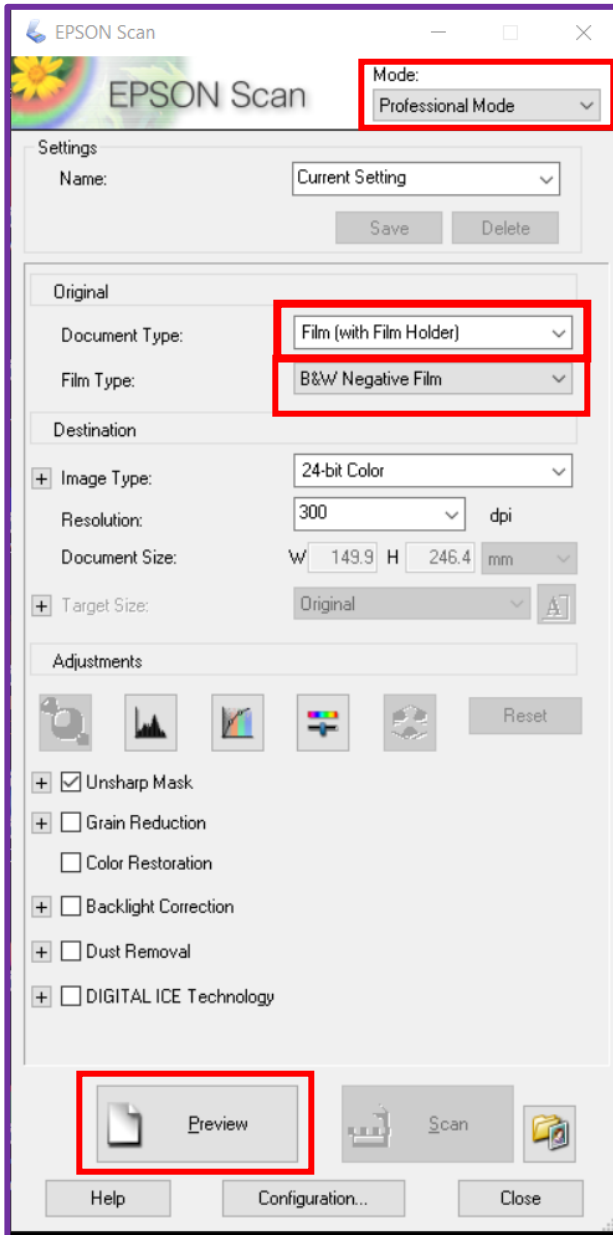 EPSON Scan
EPSON Scan
Mode:
Professional Mode
Settings
Name:
Current Setting
Save Delete
Original
Document Type: Film (with Film Holder)
Film Type: B&W Negative Film
Destination
+ Image Type: 24-bit Color
Resolution: 300 dpi
Document Size: W 149.9 H 246.4 mm
+ Target Size: Original A
Adjustments
Reset
+ Unsharp Mask
+ Grain Reduction
Color Restoration
+ Backlight Correction
+ Dust Removal
+ DIGITAL ICE Technology
Preview Scan
Help Configuration... Close